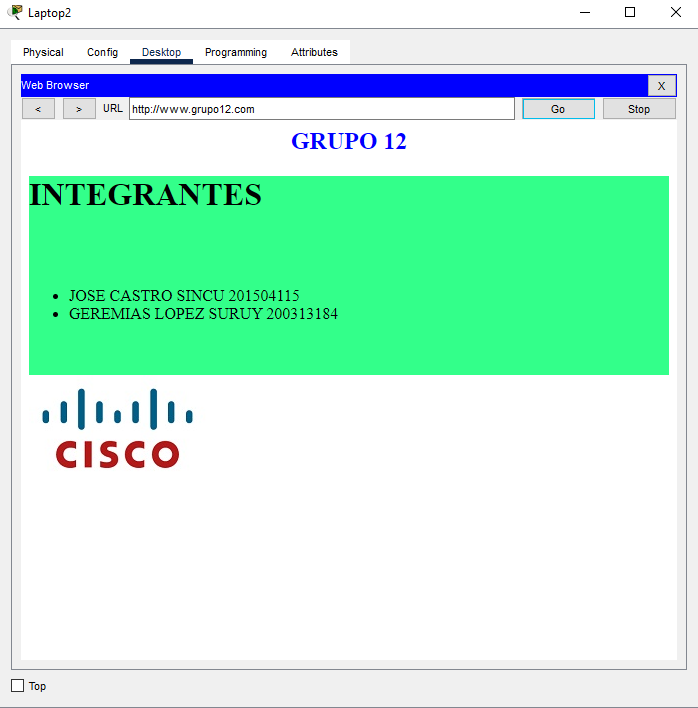 Laptop2
Physical Config Desktop Programming Attributes
Web Browser X
< > URL http://www.grupo12.com Go Stop
GRUPO 12
INTEGRANTES
JOSE CASTRO SINCU 201504115
GEREMIAS LOPEZ SURUY 200313184
CISCO
Top